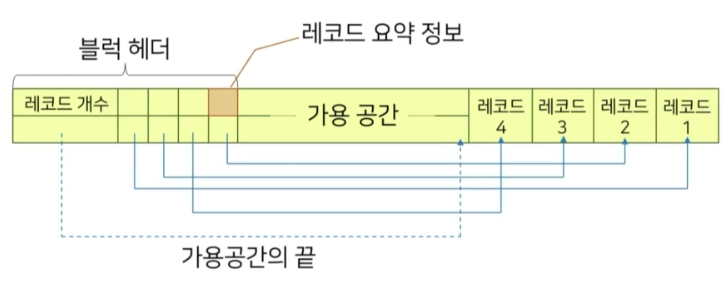 레코드 요약 정보
블럭 헤더
레코드 개수
가용 공간
레코드
4
레코드
3
레코드
2
레코드
1
가용공간의 끝